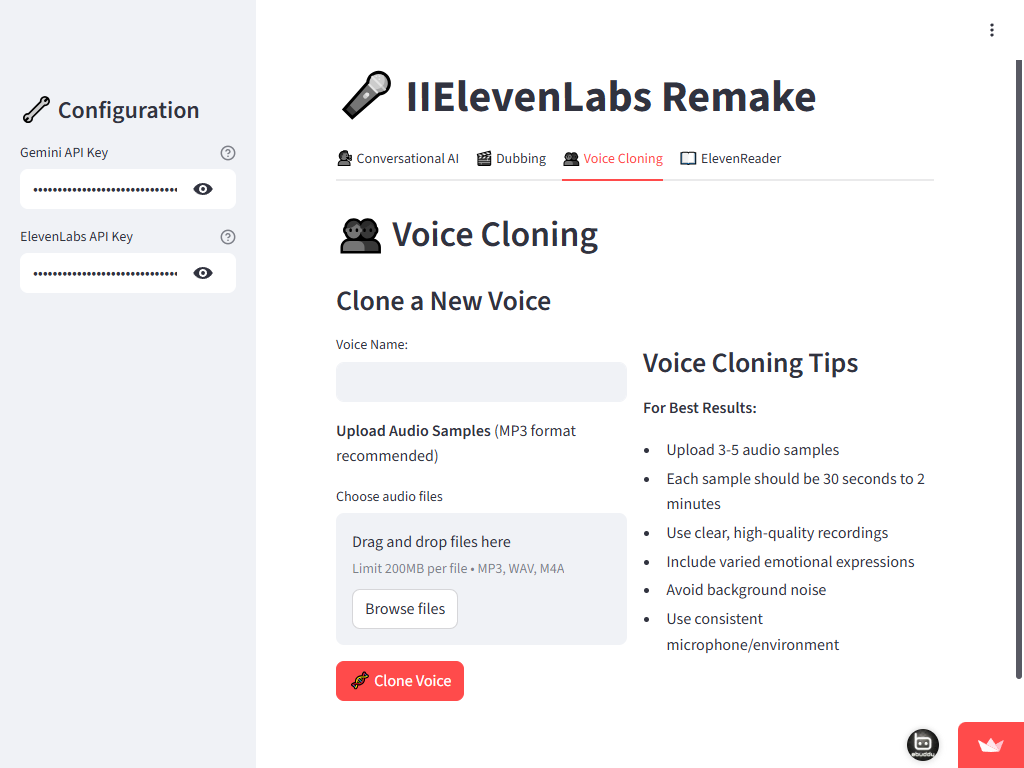 Configuration
Gemini API Key
ElevenLabs API Key
IIElevenLabs Remake
Conversational AI
Dubbing
Voice Cloning
ElevenReader
Voice Cloning
Clone a New Voice
Voice Name:
Upload Audio Samples (MP3 format
recommended)
Choose audio files
Drag and drop files here
Limit 200MB per file • MP3, WAV, M4A
Browse files
Clone Voice
Voice Cloning Tips
For Best Results:
Upload 3-5 audio samples
Each sample should be 30 seconds to 2
minutes
Use clear, high-quality recordings
Include varied emotional expressions
Avoid background noise
Use consistent
microphone/environment